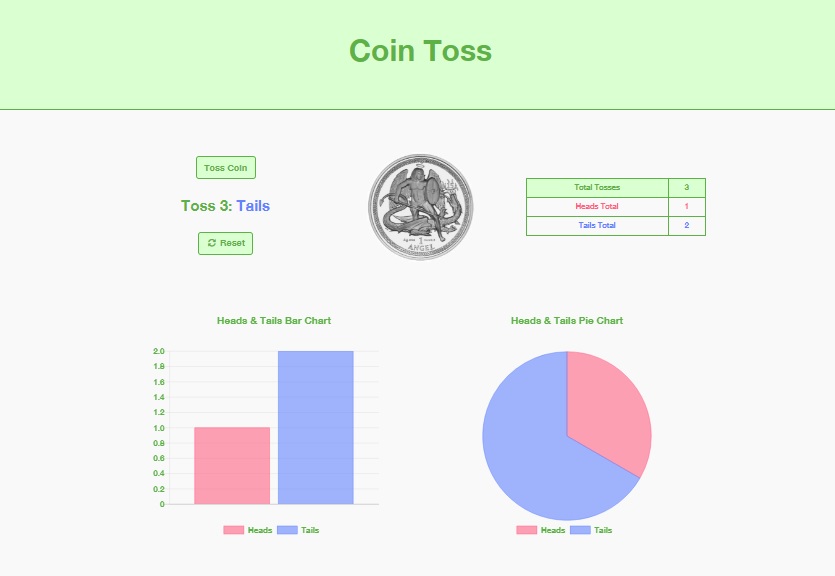 Coin Toss
Toss Coin
Toss 3: Tails
Reset
1
ANGEL
Total Tosses 3
Heads Total 1
Tails Total 2
Heads & Tails Bar Chart
2.0
1.8
1.6
1.4
1.2
1.0
0.8
0.6
0.4
0.2
0
Heads Tails
Heads & Tails Pie Chart
Heads Tails